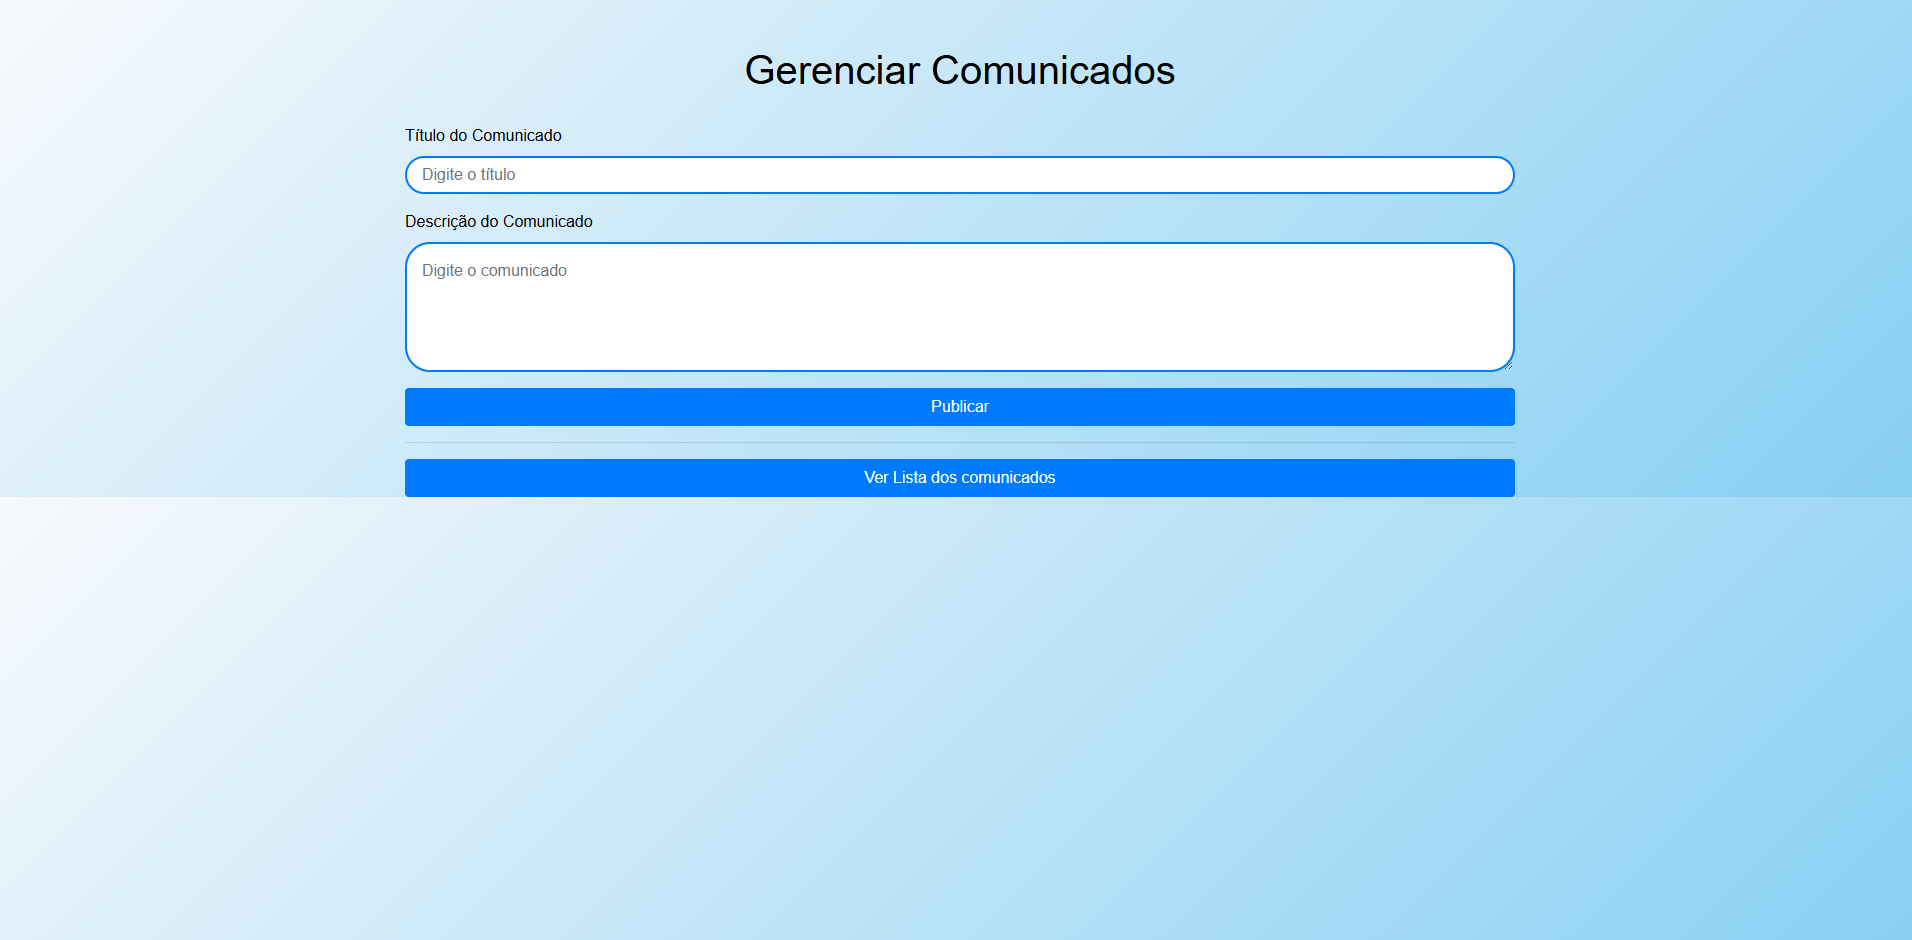 Gerenciar Comunicados
Título do Comunicado
Digite o título
Descrição do Comunicado
Digite o comunicado
Publicar
Ver Lista dos comunicados